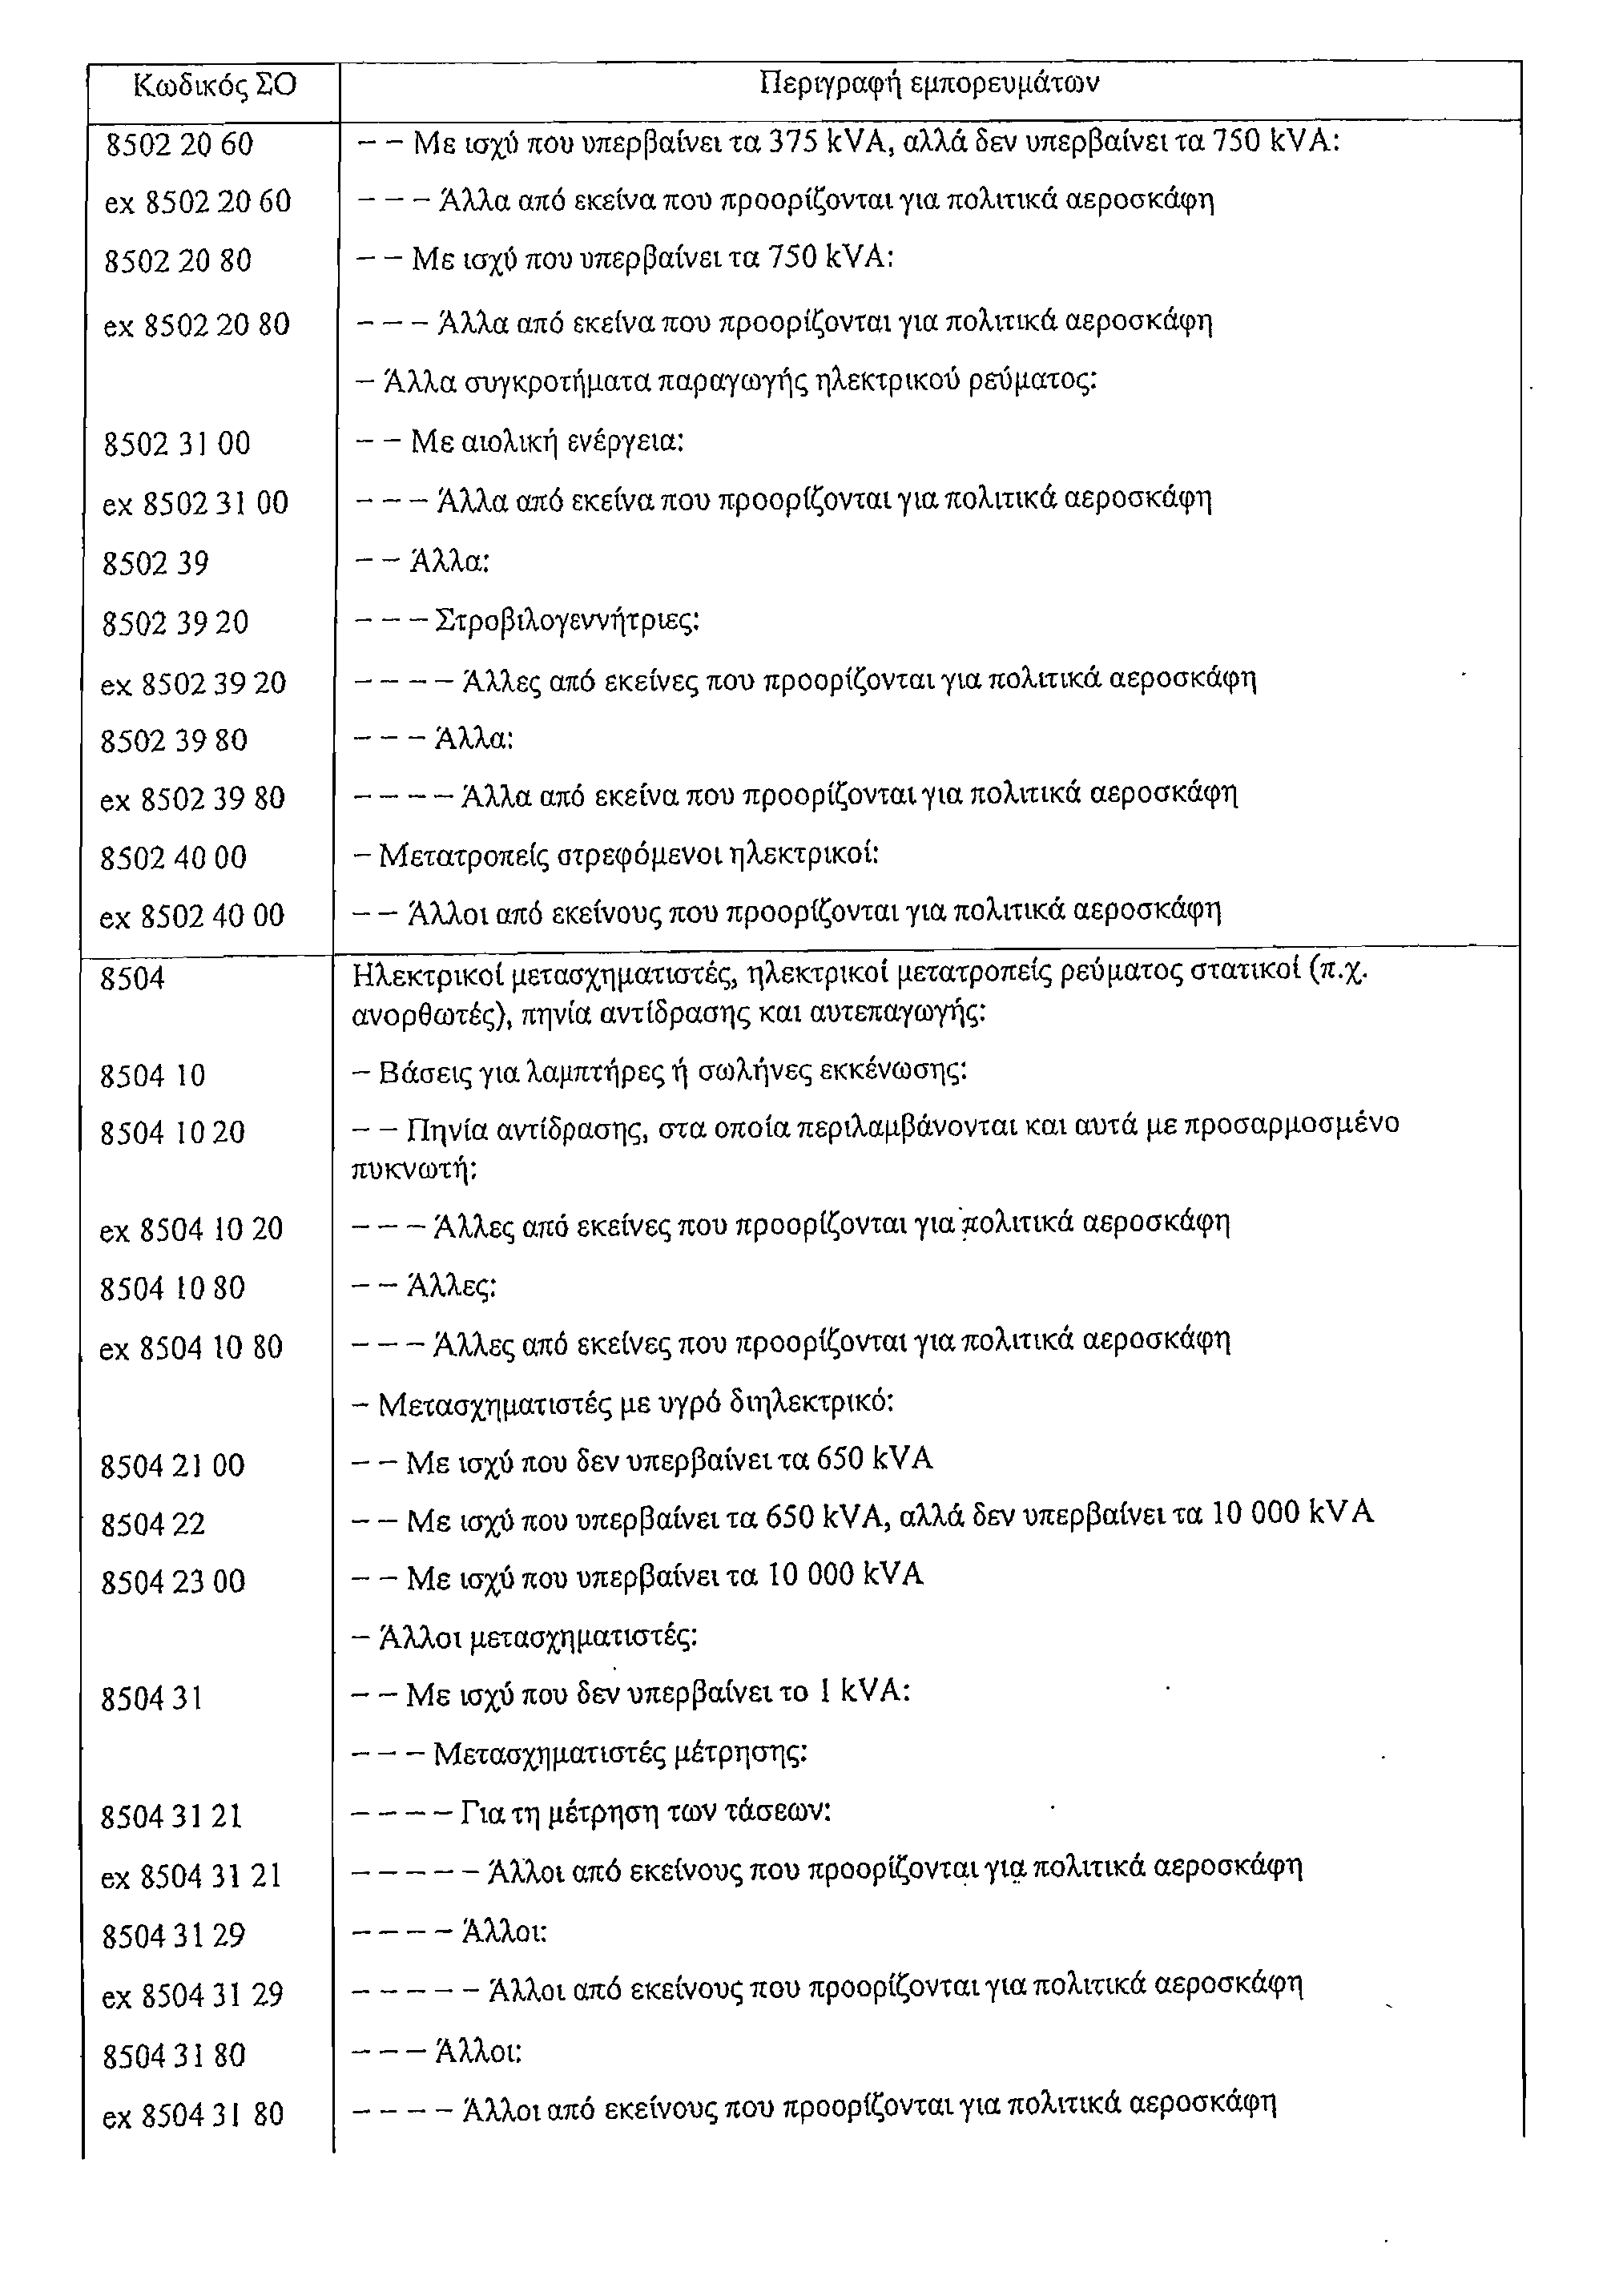 Κωδικός ΣΟ Περιγραφή εμπορευμάτων
8502 20 60 – – Με ισχύ που υπερβαίνει τα 375 kVA, αλλά δεν υπερβαίνει τα 750 kVA:
ex 8502 20 60 – – – Άλλα από εκείνα που προορίζονται για πολιτικά αεροσκάφη
8502 20 80 – – Με ισχύ που υπερβαίνει τα 750 kVA:
ex 8502 20 80 – – – Άλλα από εκείνα που προορίζονται για πολιτικά αεροσκάφη
– Άλλα συγκροτήματα παραγωγής ηλεκτρικού ρεύματος:
8502 31 00 – – Με αιολική ενέργεια:
ex 8502 31 00 – – – Άλλα από εκείνα που προορίζονται για πολιτικά αεροσκάφη
8502 39 – – Άλλα:
8502 39 20 – – – Στροβιλογεννήτριες:
ex 8502 39 20 – – – – Άλλες από εκείνες που προορίζονται για πολιτικά αεροσκάφη
8502 39 80 – – – Άλλα:
ex 8502 39 80 – – – – Άλλα από εκείνα που προορίζονται για πολιτικά αεροσκάφη
8502 40 00 – Μετατροπείς στρεφόμενοι ηλεκτρικοί:
ex 8502 40 00 – – Άλλοι από εκείνους που προορίζονται για πολιτικά αεροσκάφη
8504 Ηλεκτρικοί μετασχηματιστές, ηλεκτρικοί μετατροπείς ρεύματος στατικοί (π.χ.
ανορθωτές), πηνία αντίδρασης και αυτεπαγωγής:
8504 10 – Βάσεις για λαμπτήρες ή σωλήνες εκκένωσης:
8504 10 20 – – Πηνία αντίδρασης, στα οποία περιλαμβάνονται και αυτά με προσαρμοσμένο
πυκνωτή:
ex 8504 10 20 – – – Άλλες από εκείνες που προορίζονται για πολιτικά αεροσκάφη
8504 10 80 – – Άλλες:
ex 8504 10 80 – – – Άλλες από εκείνες που προορίζονται για πολιτικά αεροσκάφη
– Μετασχηματιστές με υγρό διηλεκτρικό:
8504 21 00 – – Με ισχύ που δεν υπερβαίνει τα 650 kVA
8504 22 – – Με ισχύ που υπερβαίνει τα 650 kVA, αλλά δεν υπερβαίνει τα 10 000 kVA
8504 23 00 – – Με ισχύ που υπερβαίνει τα 10 000 kVA
– Άλλοι μετασχηματιστές:
8504 31 – – Με ισχύ που δεν υπερβαίνει το 1 kVA:
– – – Μετασχηματιστές μέτρησης:
8504 31 21 – – – – Για τη μέτρηση των τάσεων:
ex 8504 31 21 – – – – – Άλλοι από εκείνους που προορίζονται για πολιτικά αεροσκάφη
8504 31 29 – – – – Άλλοι:
ex 8504 31 29 – – – – – Άλλοι από εκείνους που προορίζονται για πολιτικά αεροσκάφη
8504 31 80 – – – Άλλοι:
ex 8504 31 80 – – – – Άλλοι από εκείνους που προορίζονται για πολιτικά αεροσκάφη